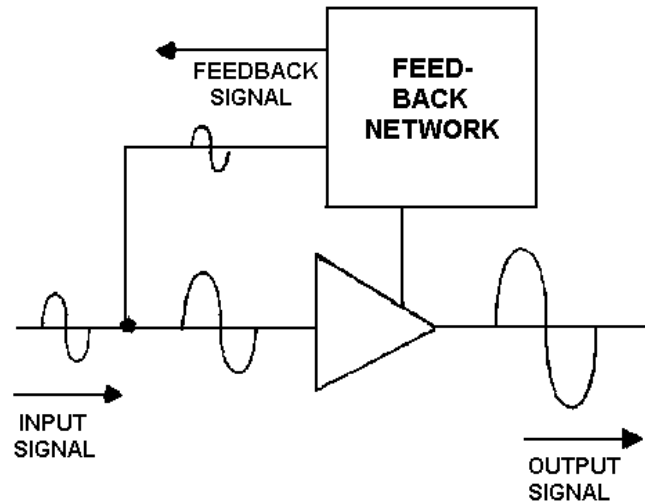 FEEDBACK
SIGNAL
FEED-
BACK
NETWORK
INPUT
SIGNAL
OUTPUT
SIGNAL